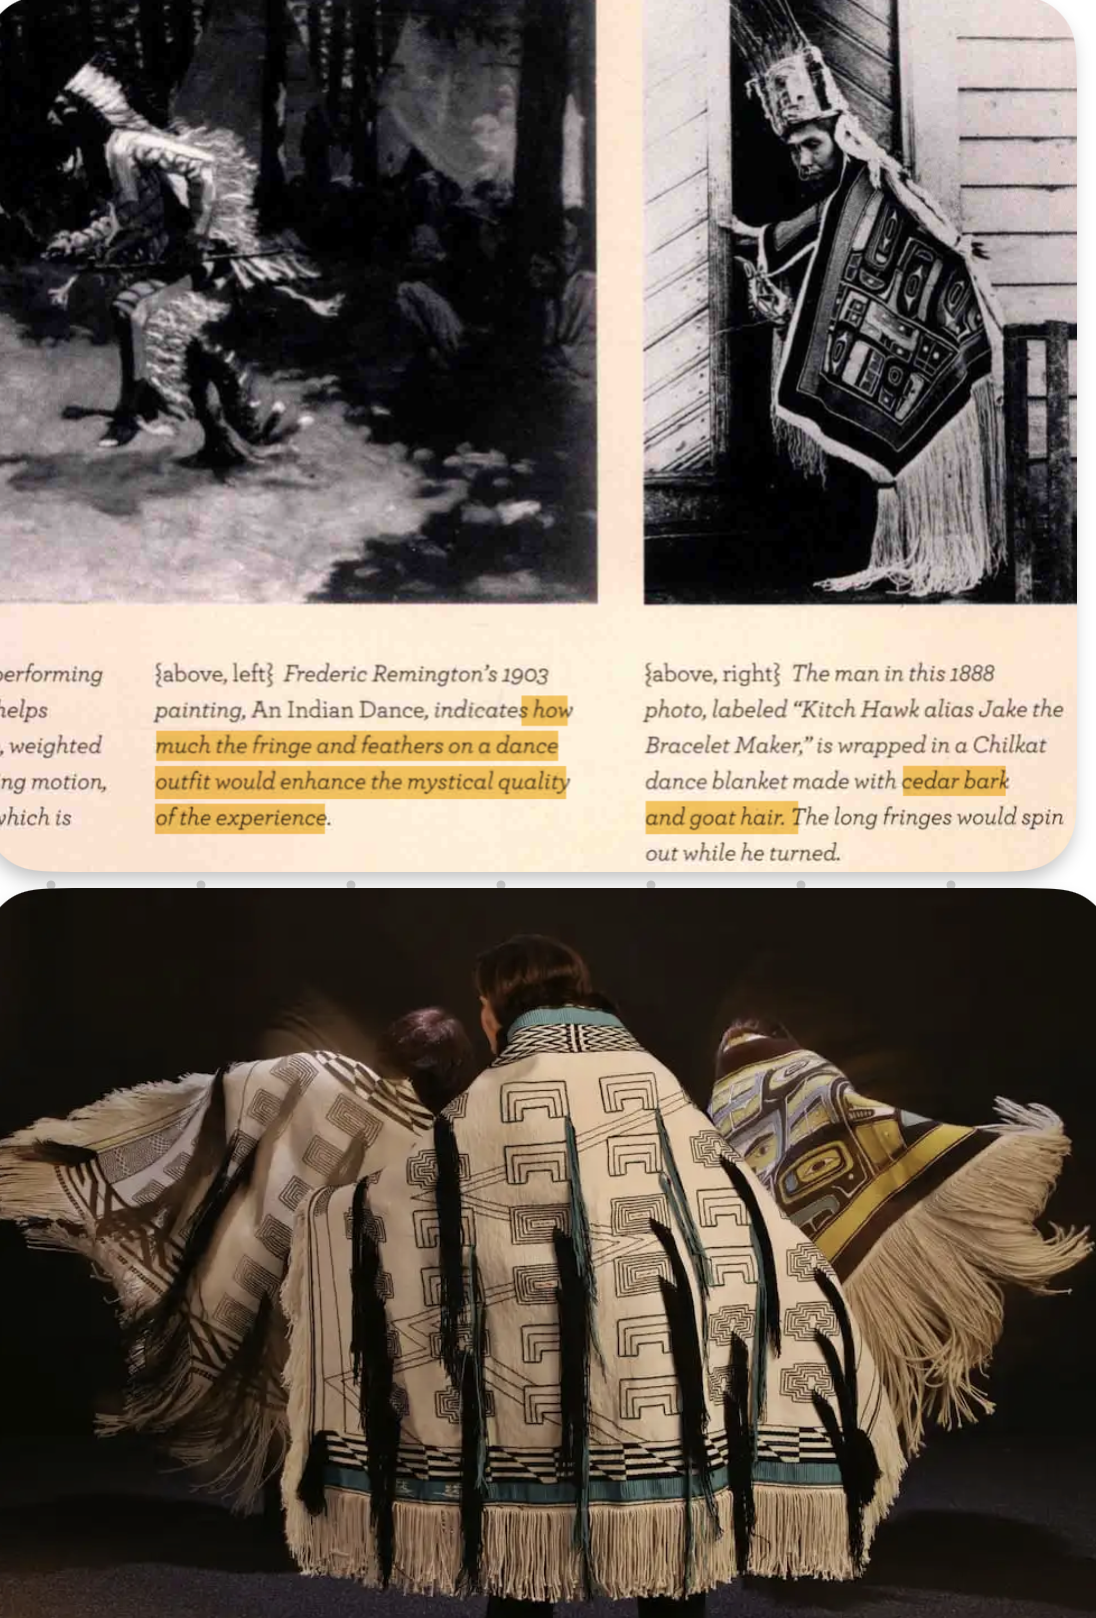 performing
helps
, weighted
ng motion,
which is
{above, left} Frederic Remington's 1903
painting, An Indian Dance, indicates how
much the fringe and feathers on a dance
outfit would enhance the mystical quality
of the experience.
{above, right} The man in this 1888
photo, labeled “Kitch Hawk alias Jake the
Bracelet Maker,” is wrapped in a Chilkat
dance blanket made with cedar bark
and goat hair. The long fringes would spin
out while he turned.